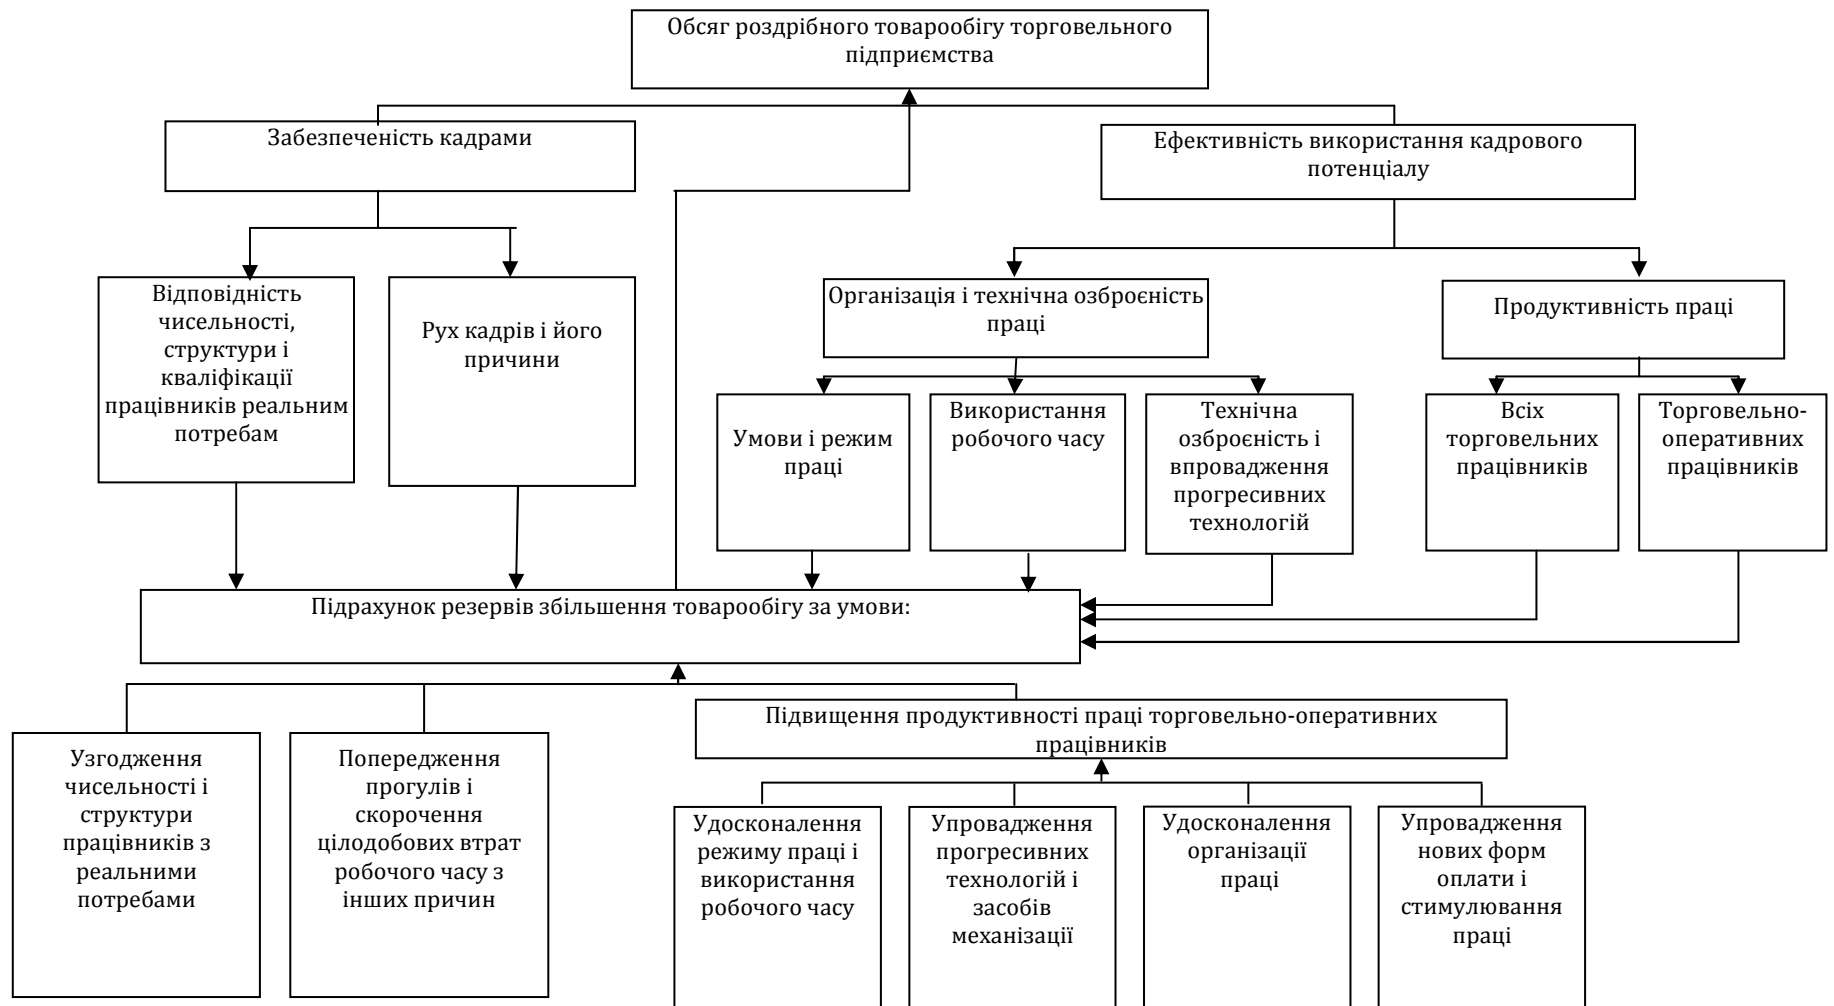 Обсяг роздрібного товарообігу торговельного
підприємства
Забезпеченість кадрами
Ефективність використання кадрового
потенціалу
Відповідність
чисельності,
структури і
кваліфікації
працівників реальним
потребам
Рух кадрів і його
причини
Організація і технічна озброєність
праці
Продуктивність праці
Умови і режим
праці
Використання
робочого часу
Технічна
озброєність і
впровадження
прогресивних
технологій
Всіх
торговельних
працівників
Торговельно-
оперативних
працівників
Підрахунок резервів збільшення товарообігу за умови:
Узгодження
чисельності і
структури
працівників з
реальними
потребами
Попередження
прогулів і
скорочення
цілодобових втрат
робочого часу з
інших причин
Підвищення продуктивності праці торговельно-оперативних
працівників
Удосконалення
режиму праці і
використання
робочого часу
Упровадження
прогресивних
технологій і
засобів
механізації
Удосконалення
організації
праці
Упровадження
нових форм
оплати і
стимулювання
праці